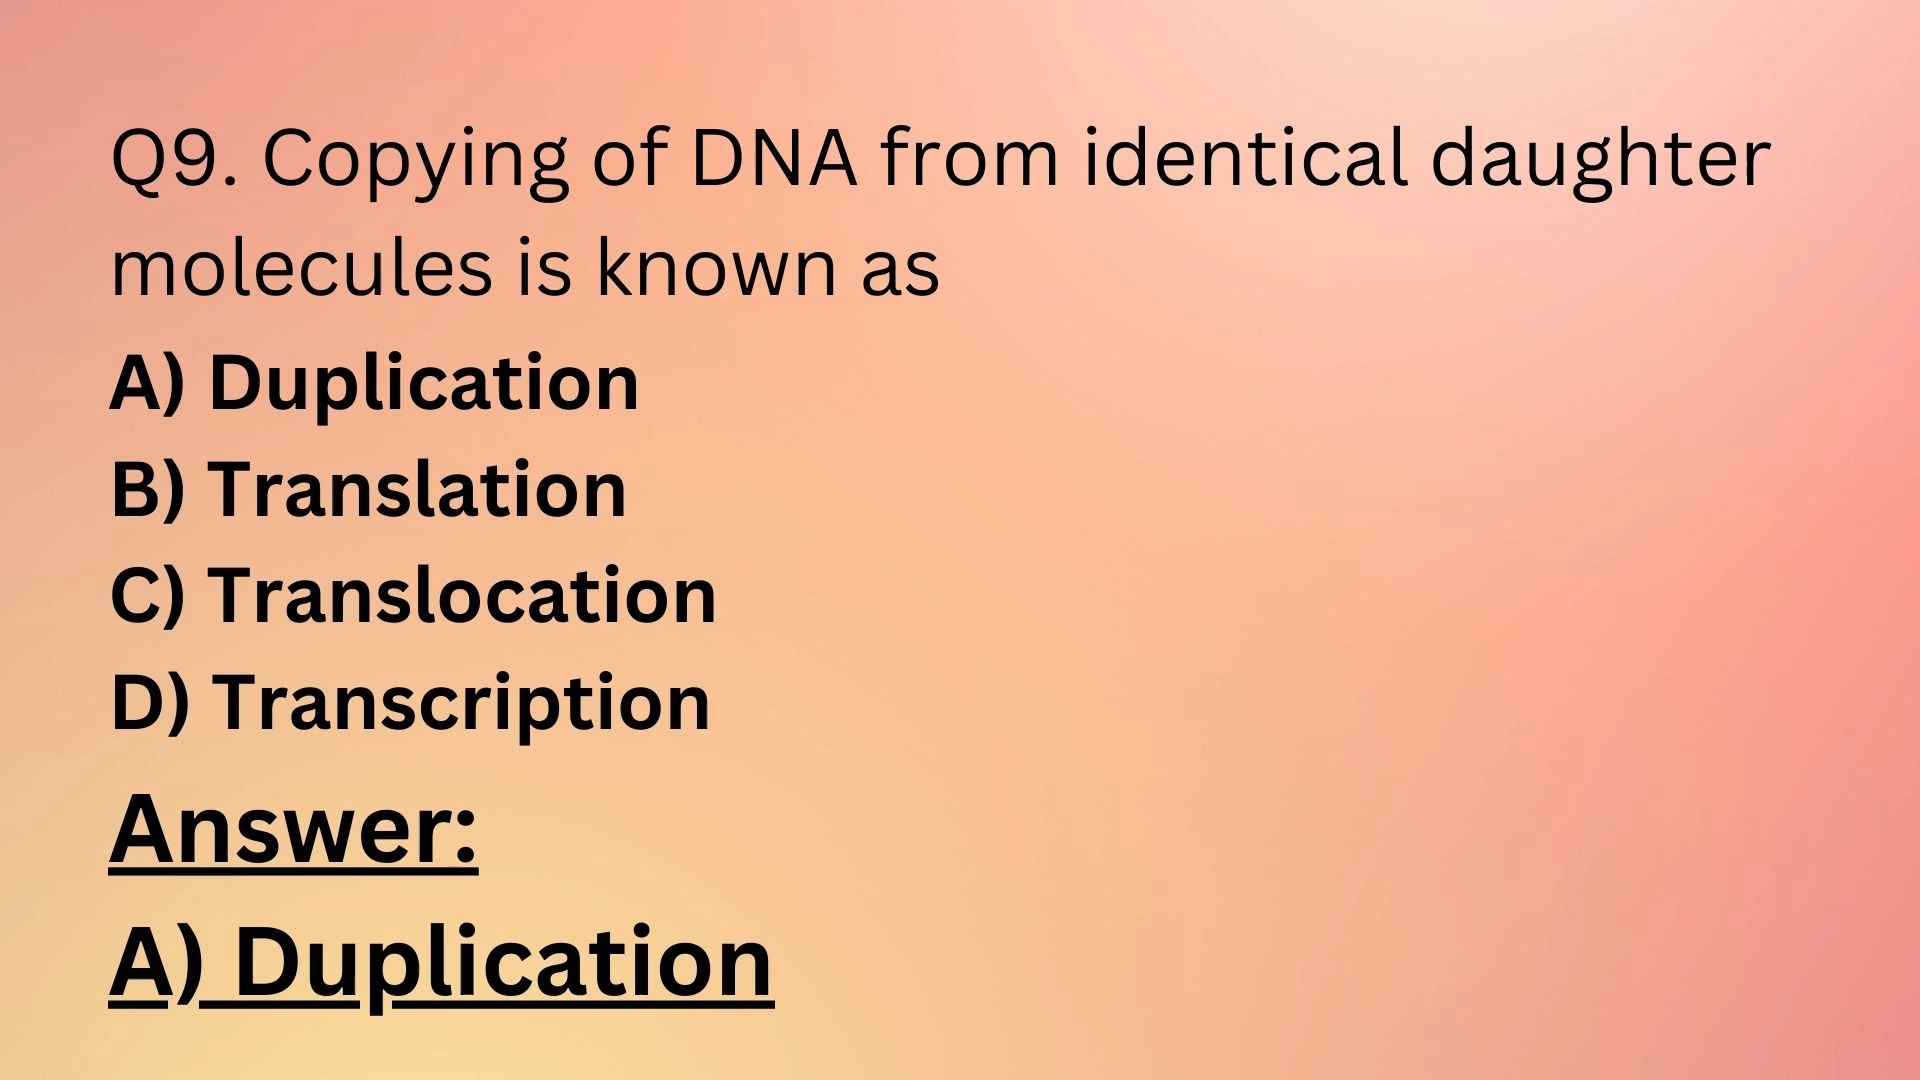 Q9. Copying of DNA from identical daughter
molecules is known as
A) Duplication
B) Translation
C) Translocation
D) Transcription
Answer:
A) Duplication